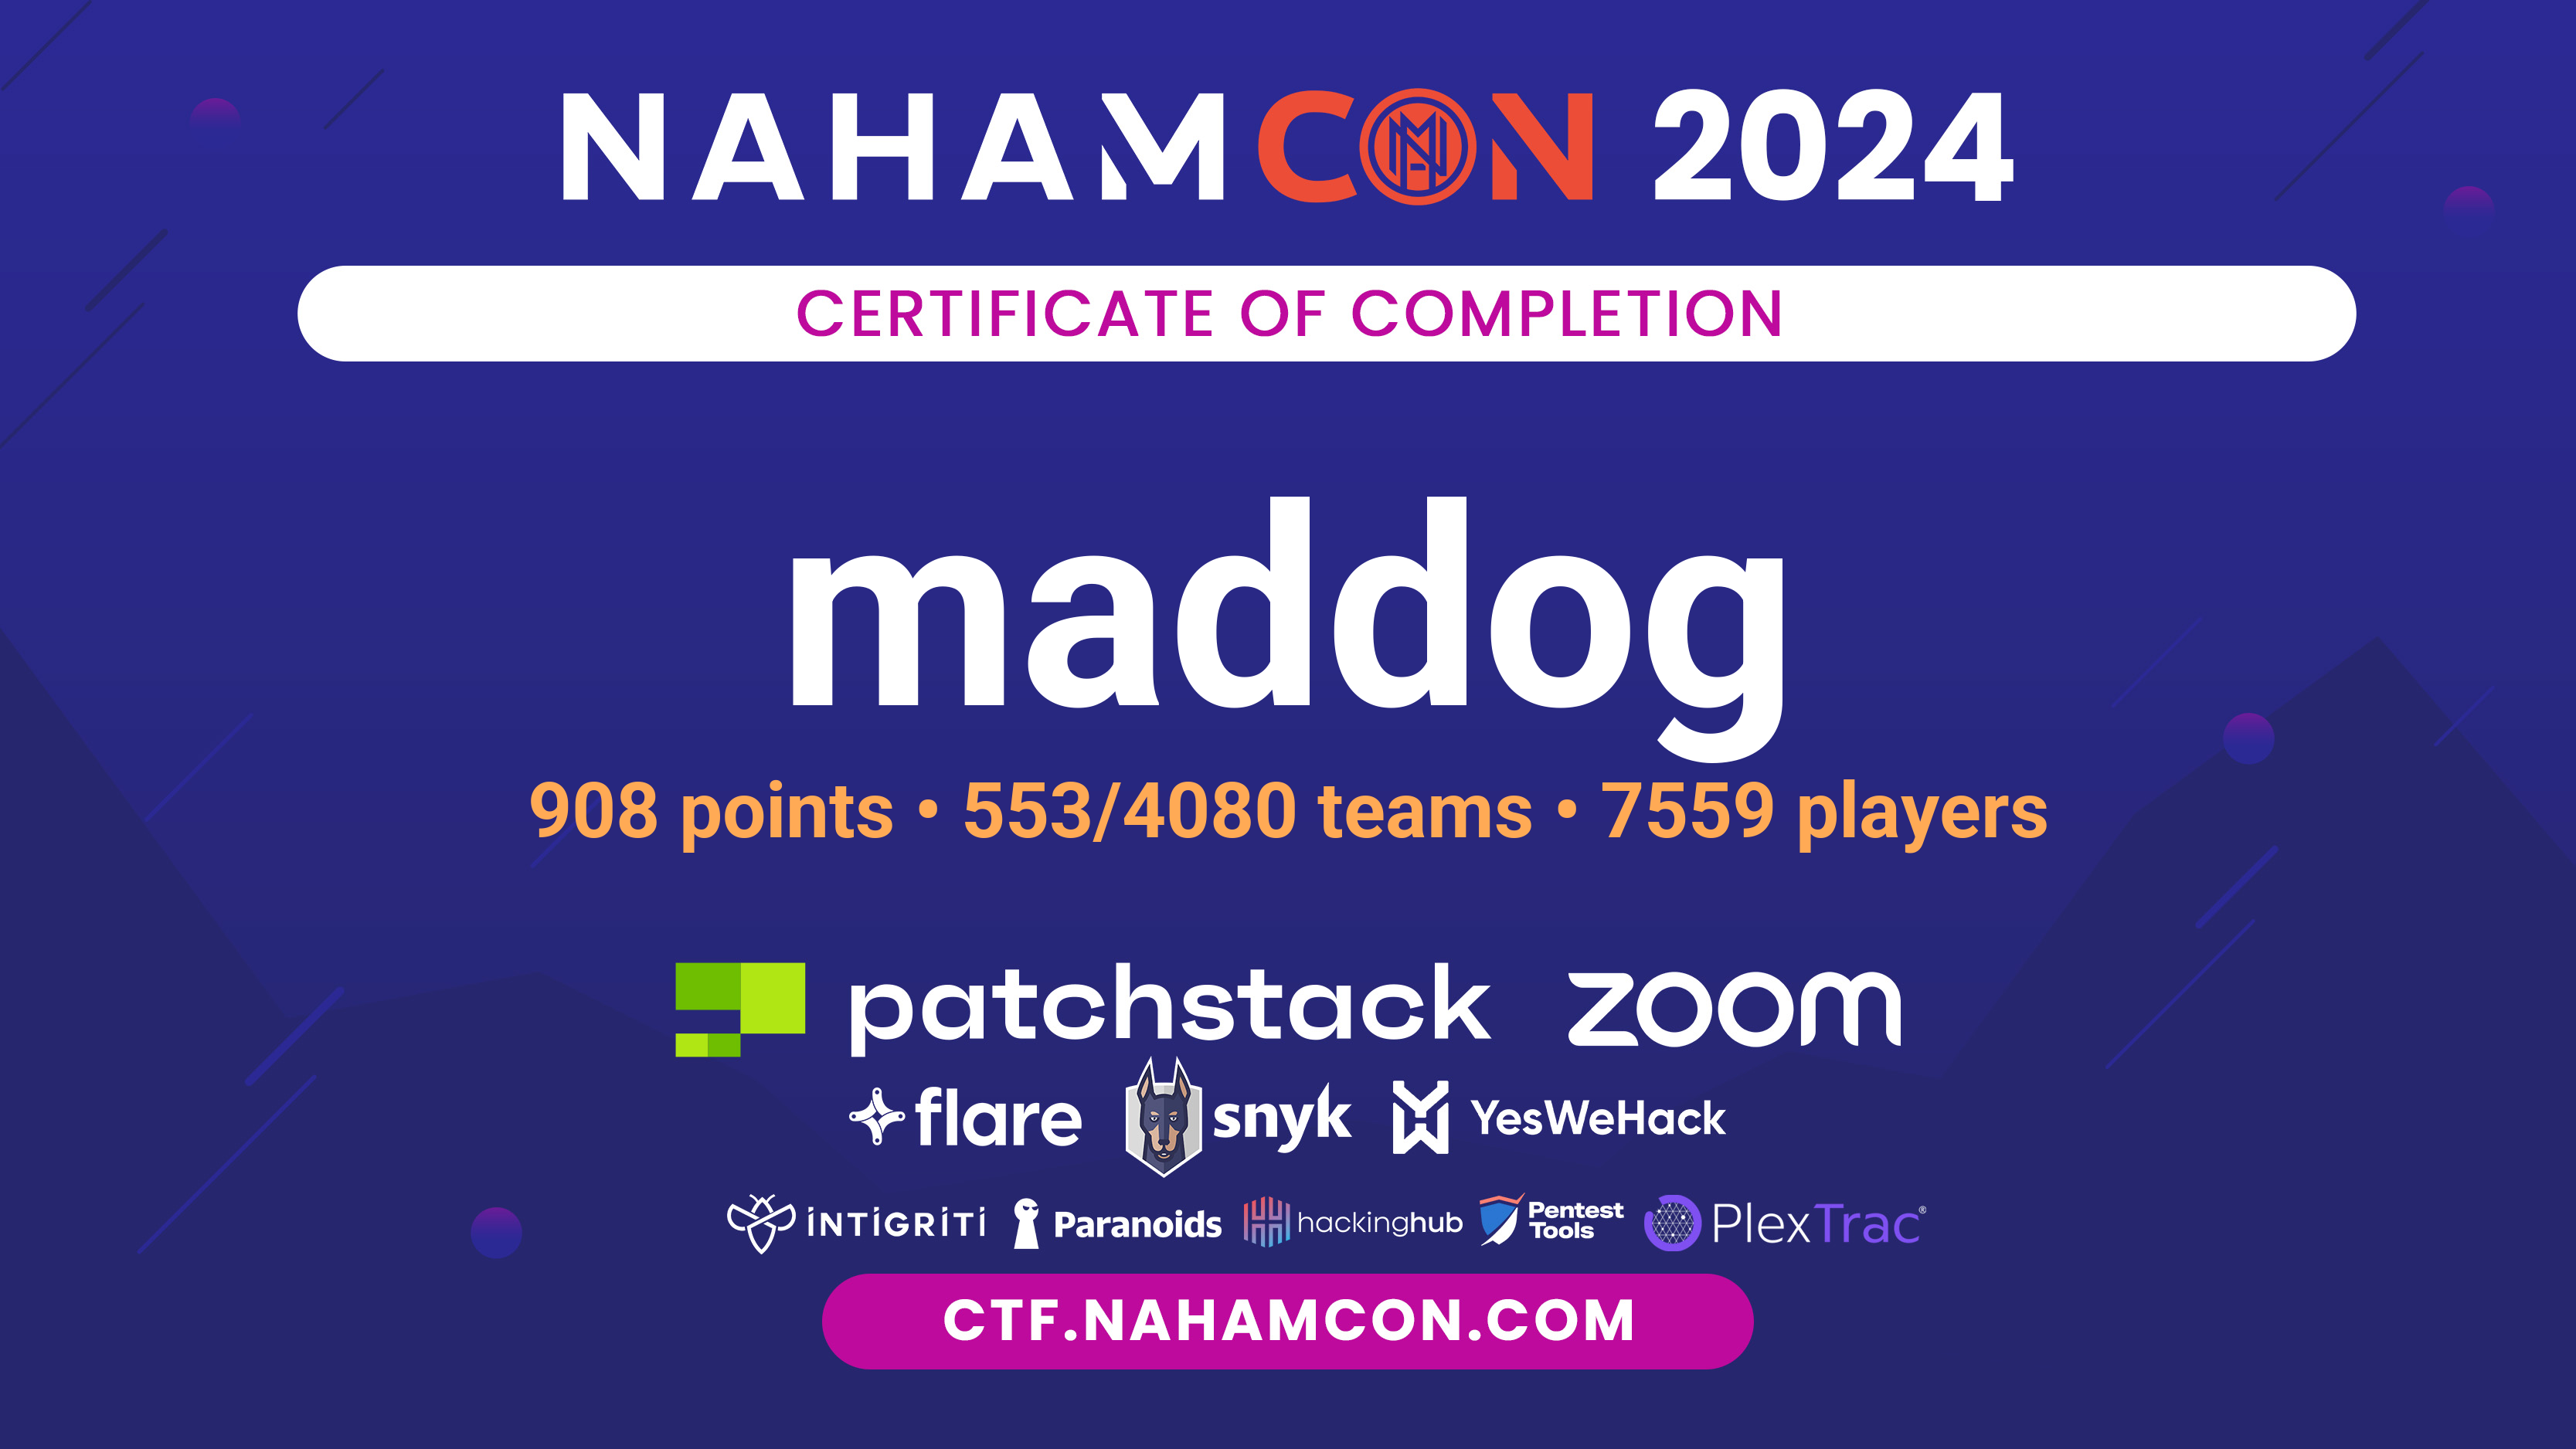 NAHAMCON 2024
CERTIFICATE OF COMPLETION
maddog
908 points • 553/4080 teams • 7559 players
patchstack zoom
flare snyk YesWeHack
INTIGRITI Paranoids hackinghub Pentest Tools PlexTrac®
CTF.NAHAMCON.COM